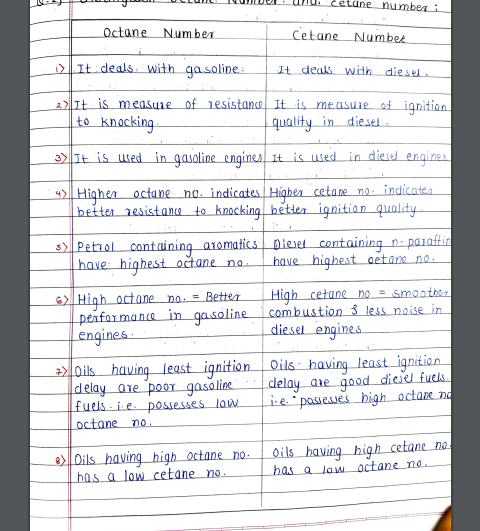 Octane Number and cetane number :
Octane Number
Cetane Number
1) It deals with gasoline.
It deals with diesel.
2) It is measure of resistance
to knocking.
It is measure of ignition
quality in diesel.
3) It is used in gasoline engines
It is used in diesel engines
4) Higher octane no. indicates
better resistance to knocking
Higher cetane no. indicates
better ignition quality.
5) Petrol containing aromatics
have highest octane no.
Diesel containing n-paraffin
have highest cetane no.
6) High octane no. = Better
performance in gasoline
engines.
High cetane no = smoother
combustion & less noise in
diesel engines
7) Oils having least ignition
delay are poor gasoline
fuels. i.e. possesses low
octane no.
Oils having least ignition
delay are good diesel fuels.
i.e. possesses high octane no
8) Oils having high octane no.
has a low cetane no.
Oils having high cetane no.
has a low octane no.